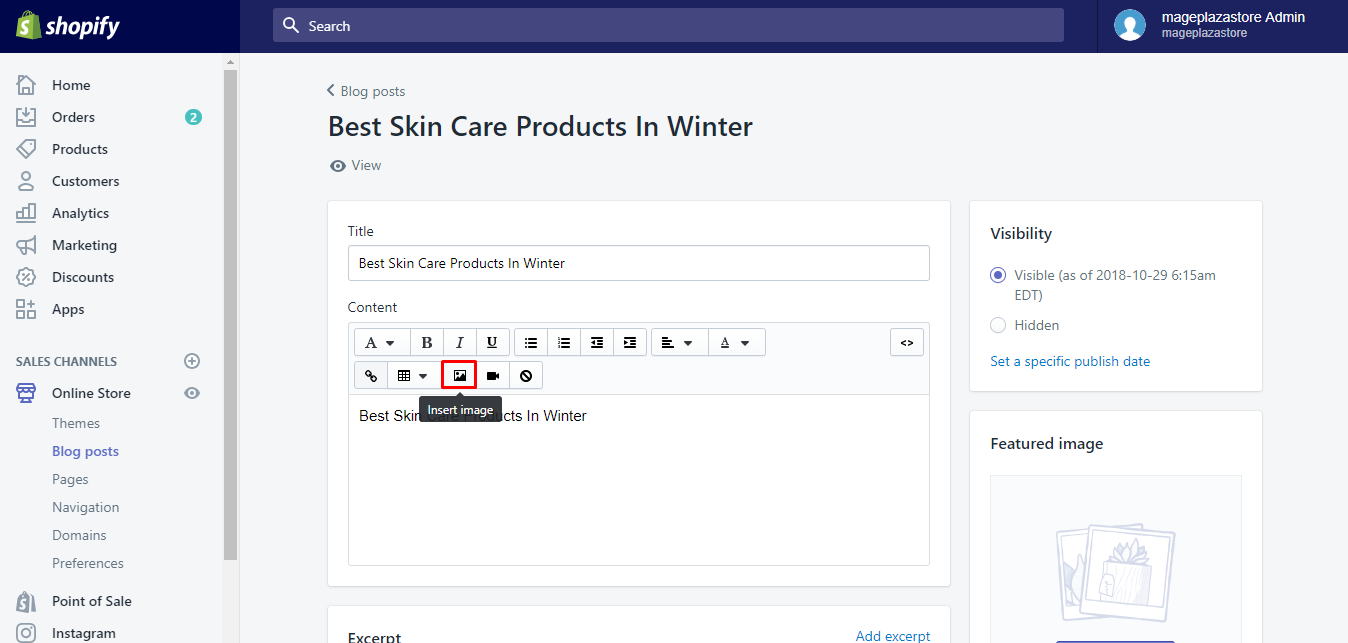 shopify
Search
mageplazastore Admin
mageplazastore
Home
Orders
2
Products
Customers
Analytics
Marketing
Discounts
Apps
SALES CHANNELS
Online Store
Themes
Blog posts
Pages
Navigation
Domains
Preferences
Point of Sale
Instagram
Blog posts
Best Skin Care Products In Winter
View
Title
Best Skin Care Products In Winter
Content
A
B
I
U
A
<>
Insert image
Best Skin Care Products In Winter
Excerpt
Add excerpt
Visibility
Visible (as of 2018-10-29 6:15am
EDT)
Hidden
Set a specific publish date
Featured image